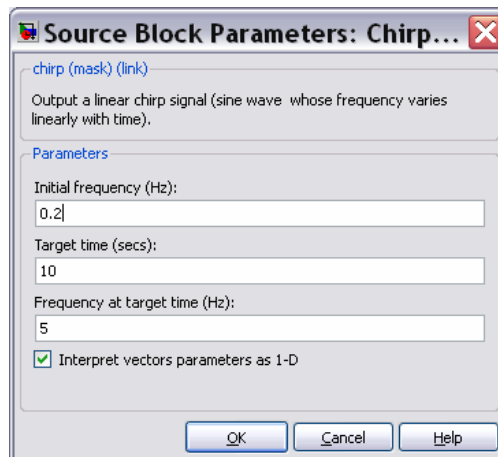 Source Block Parameters: Chirp...
chirp (mask) (link)
Output a linear chirp signal (sine wave whose frequency varies
linearly with time).
Parameters
Initial frequency (Hz):
0.2
Target time (secs):
10
Frequency at target time (Hz):
5
Interpret vectors parameters as 1-D
OK
Cancel
Help